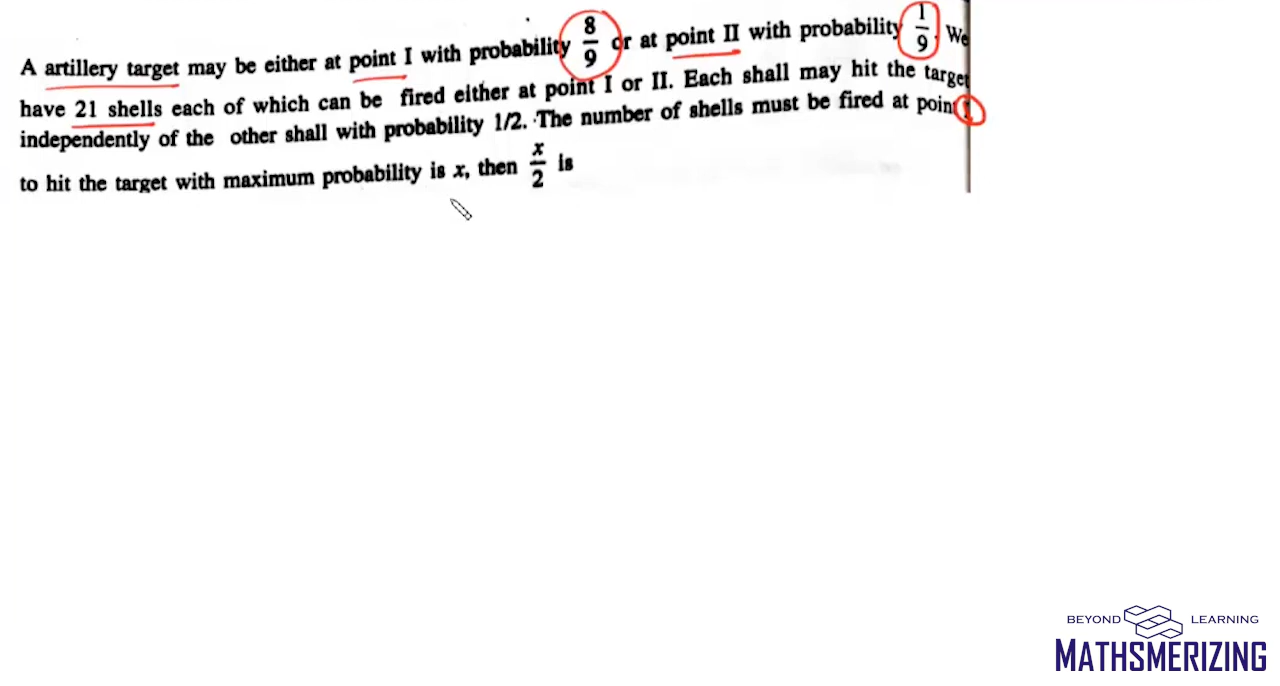 A artillery target may be either at point I with probability 8/9 or at point II with probability 1/9. We
have 21 shells each of which can be fired either at point I or II. Each shall may hit the target
independently of the other shall with probability 1/2. The number of shells must be fired at point I
to hit the target with maximum probability is x, then x/2 is
BEYOND LEARNING
MATHSMERIZING